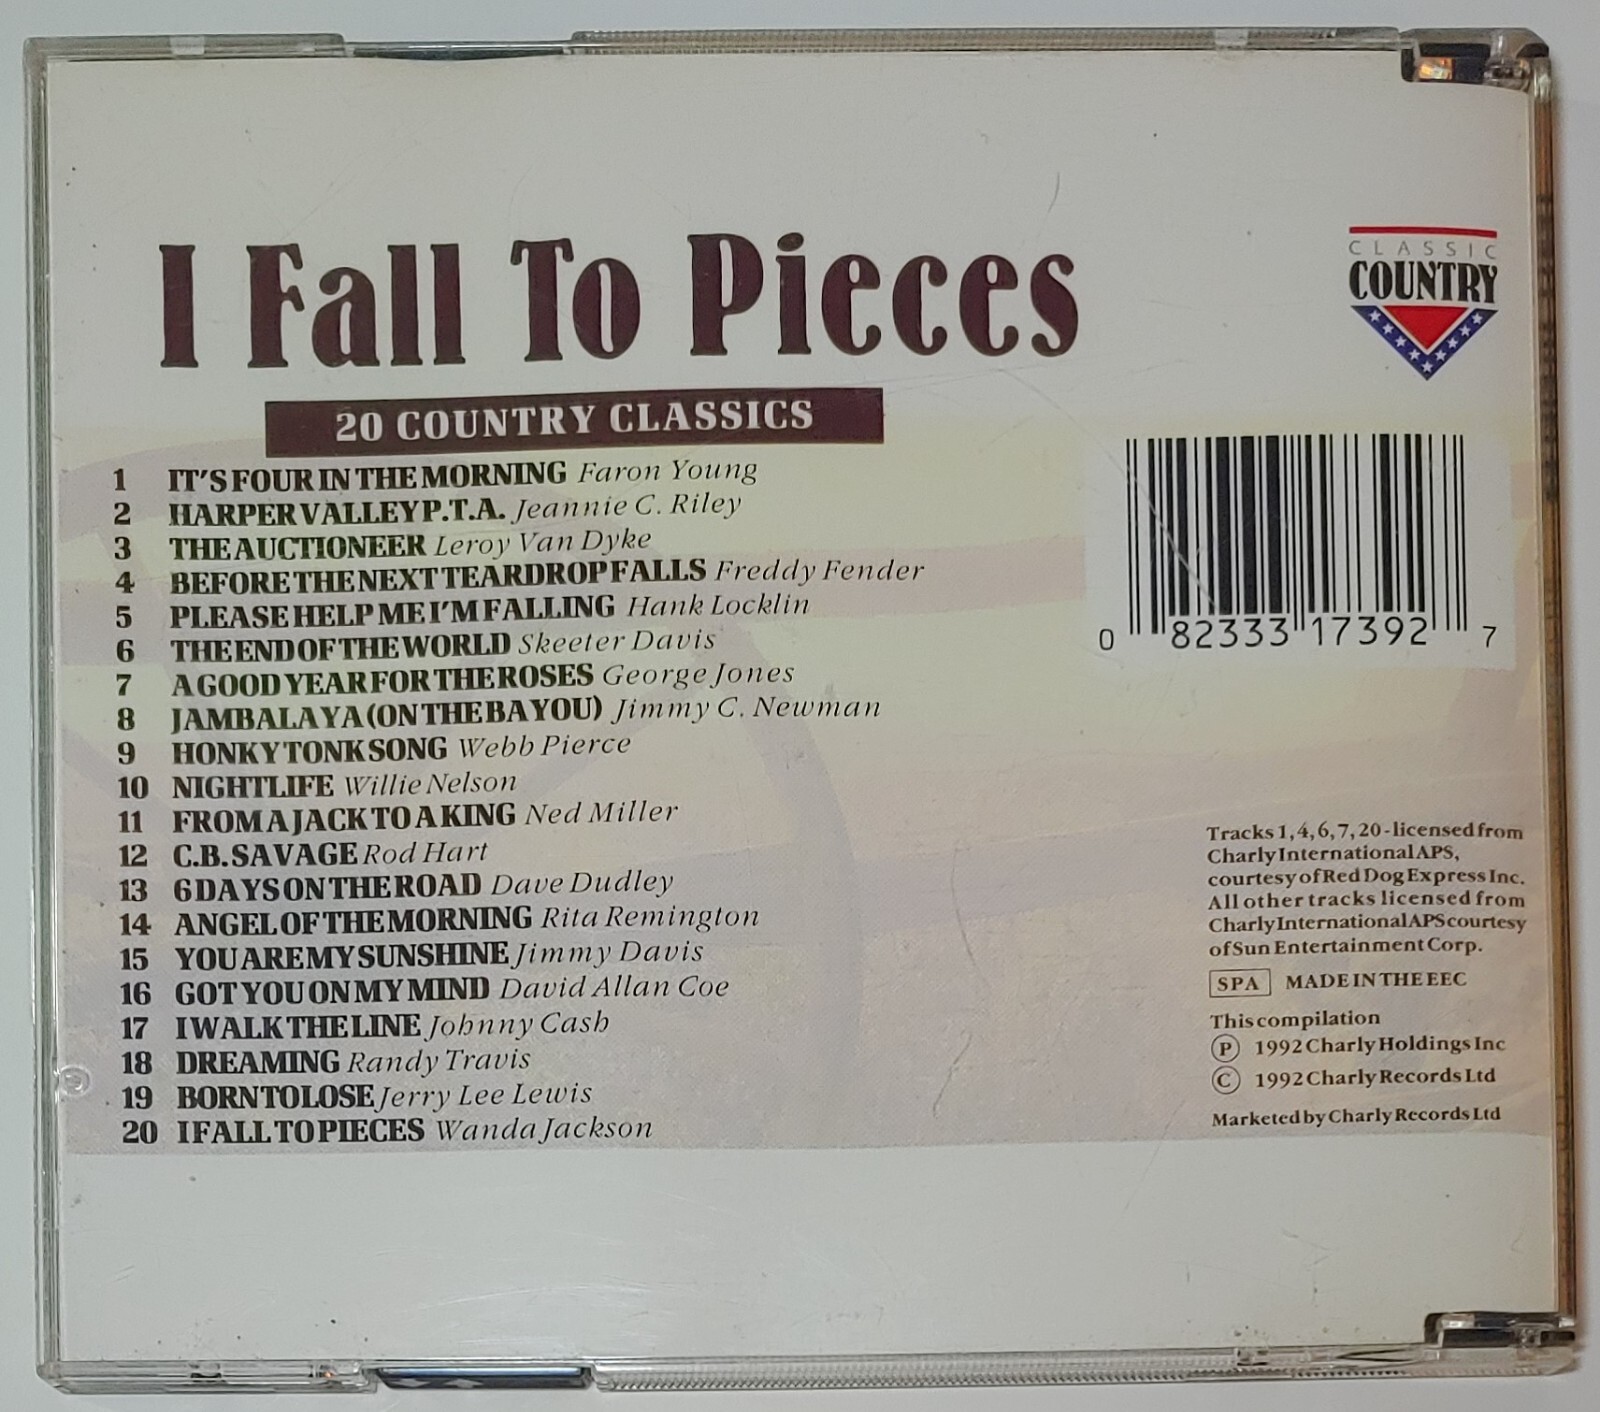 I Fall To Pieces
CLASSIC
COUNTRY
20 COUNTRY CLASSICS
1 IT'S FOUR IN THE MORNING Faron Young
2 HARPER VALLEY P.T.A. Jeannie C. Riley
3 THE AUCTIONEER Leroy Van Dyke
4 BEFORE THE NEXT TEARDROP FALLS Freddy Fender
5 PLEASE HELP ME I'M FALLING Hank Locklin
6 THE END OF THE WORLD Skeeter Davis
7 A GOOD YEAR FOR THE ROSES George Jones
8 JAMBALAYA (ON THE BAYOU) Jimmy C. Newman
9 HONKY TONK SONG Webb Pierce
10 NIGHT LIFE Willie Nelson
11 FROM A JACK TO A KING Ned Miller
12 C.B. SAVAGE Rod Hart
13 6 DAYS ON THE ROAD Dave Dudley
14 ANGEL OF THE MORNING Rita Remington
15 YOU ARE MY SUNSHINE Jimmy Davis
16 GOT YOU ON MY MIND David Allan Coe
17 I WALK THE LINE Johnny Cash
18 DREAMING Randy Travis
19 BORN TO LOSE Jerry Lee Lewis
20 I FALL TO PIECES Wanda Jackson
0 82333 17392 7
Tracks 1, 4, 6, 7, 20 - licensed from
Charly International APS,
courtesy of Red Dog Express Inc.
All other tracks licensed from
Charly International APS courtesy
of Sun Entertainment Corp.
SPA MADE IN THE EEC
This compilation
Ⓟ 1992 Charly Holdings Inc
© 1992 Charly Records Ltd
Marketed by Charly Records Ltd